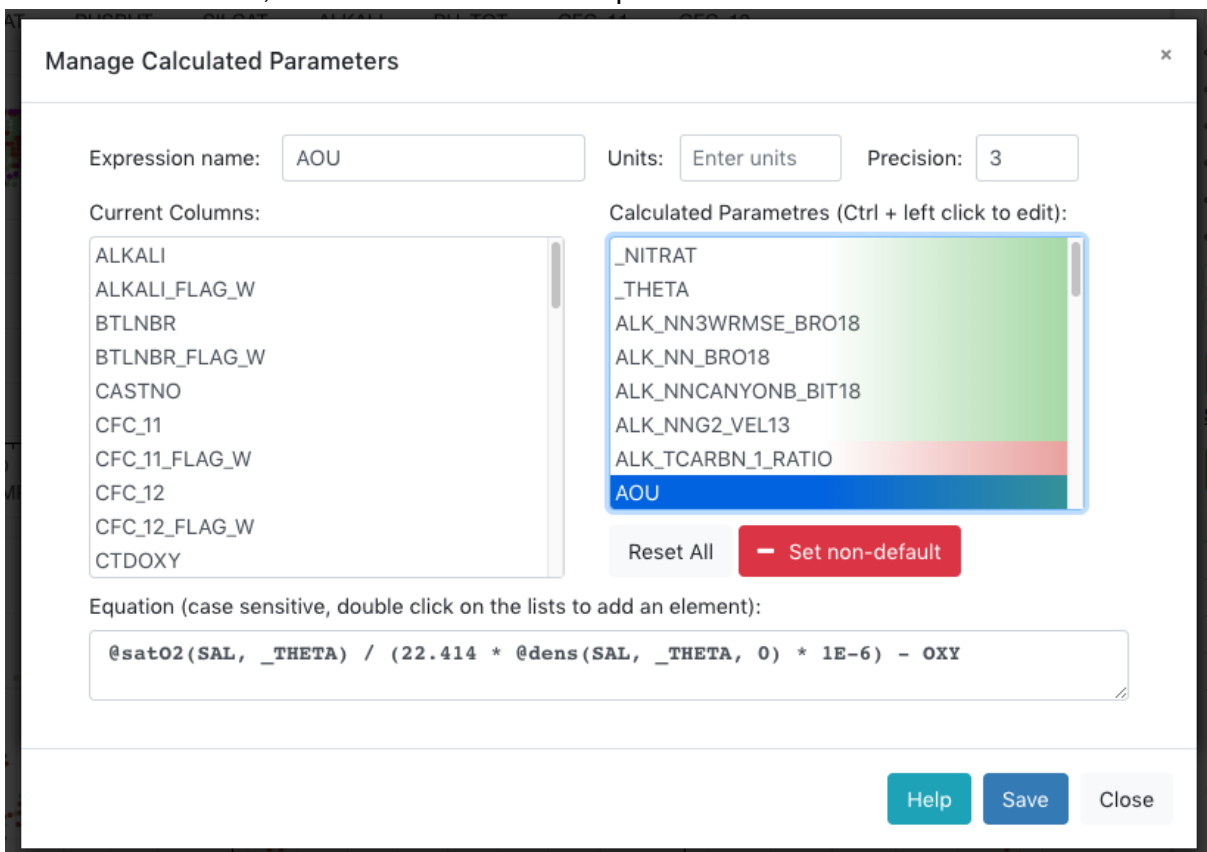 Manage Calculated Parameters ×
Expression name: AOU Units: Enter units Precision: 3
Current Columns: Calculated Parametres (Ctrl + left click to edit):
ALKALI
ALKALI_FLAG_W
BTLNBR
BTLNBR_FLAG_W
CASTNO
CFC_11
CFC_11_FLAG_W
CFC_12
CFC_12_FLAG_W
CTDOXY
_NITRAT
_THETA
ALK_NN3WRMSE_BRO18
ALK_NN_BRO18
ALK_NNCANYONB_BIT18
ALK_NNG2_VEL13
ALK_TCARBN_1_RATIO
AOU
Reset All − Set non-default
Equation (case sensitive, double click on the lists to add an element):
@satO2(SAL, _THETA) / (22.414 * @dens(SAL, _THETA, 0) * 1E-6) - OXY
Help Save Close